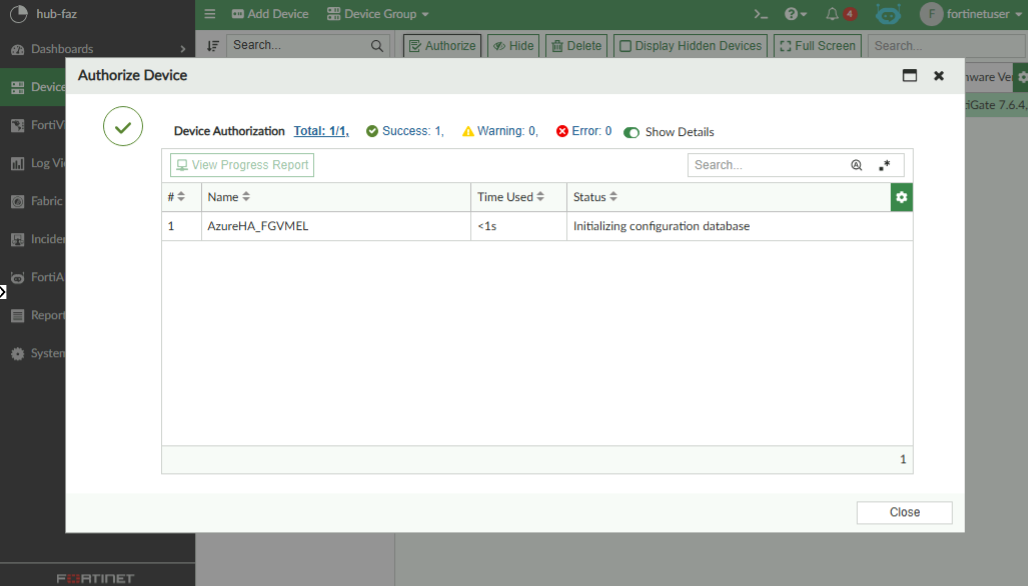 hub-faz
Add Device
Device Group
4
F
fortinetuser
Dashboards
Search...
Authorize
Hide
Delete
Display Hidden Devices
Full Screen
Search...
Authorize Device
Device Authorization Total: 1/1, Success: 1, Warning: 0, Error: 0 Show Details
View Progress Report
Search...
# Name Time Used Status
1 AzureHA_FGVMEL <1s Initializing configuration database
1
Close
Device
FortiVi
Log Vi
Fabric
Incider
FortiA
Report
System
FORTINET
nware Ve
tiGate 7.6.4,